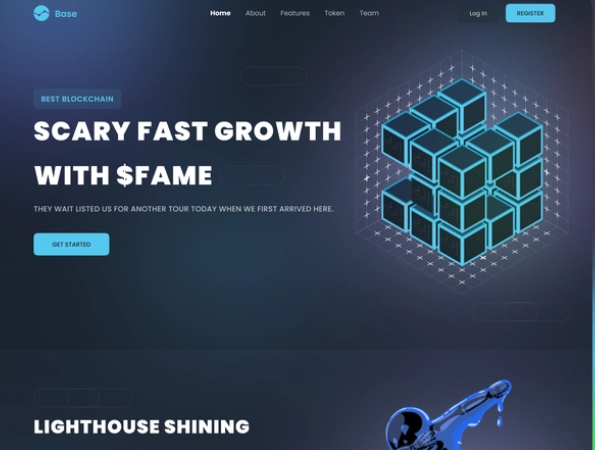 Base
Home About Features Token Team
Log In
REGISTER
BEST BLOCKCHAIN
SCARY FAST GROWTH
WITH $FAME
THEY WAIT LISTED US FOR ANOTHER TOUR TODAY WHEN WE FIRST ARRIVED HERE.
GET STARTED
LIGHTHOUSE SHINING